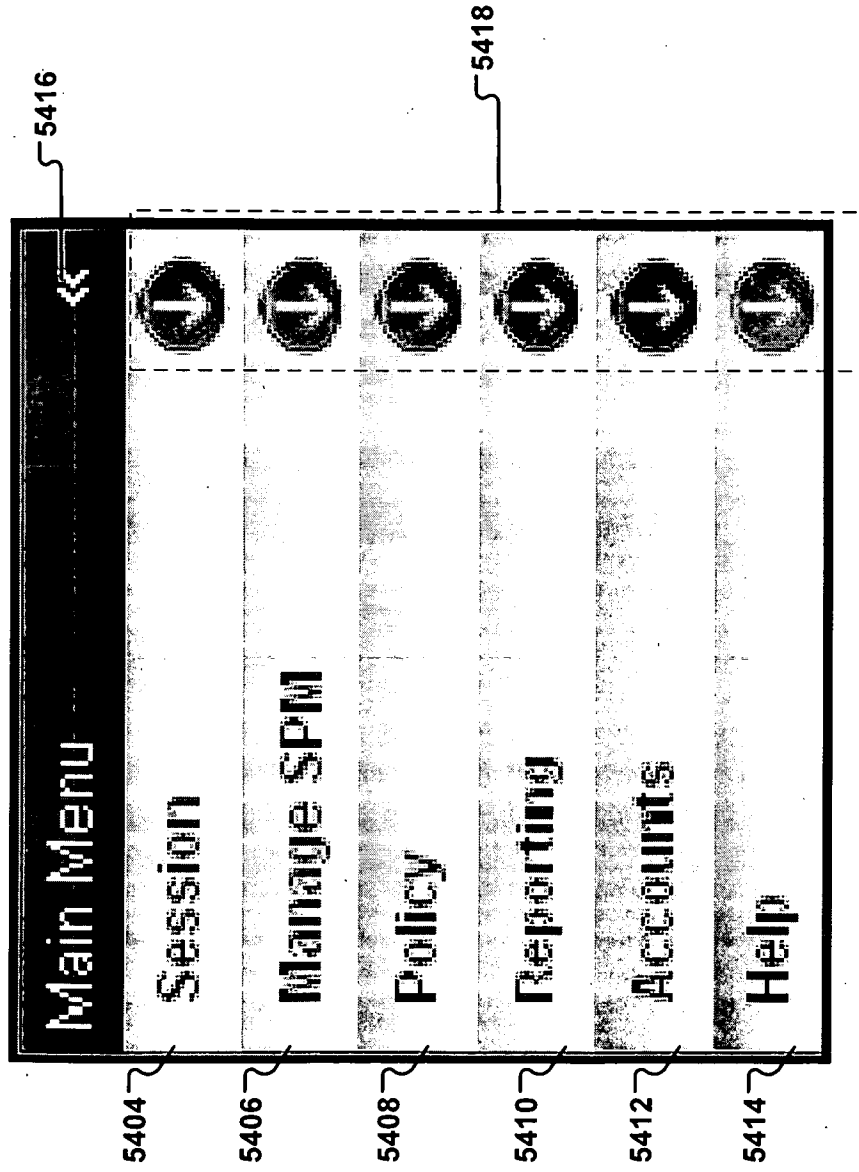 Main Menu «
5416
5404 Session
5406 Manage SPM
5408 Policy
5410 Reporting
5412 Accounts
5414 Help
5418